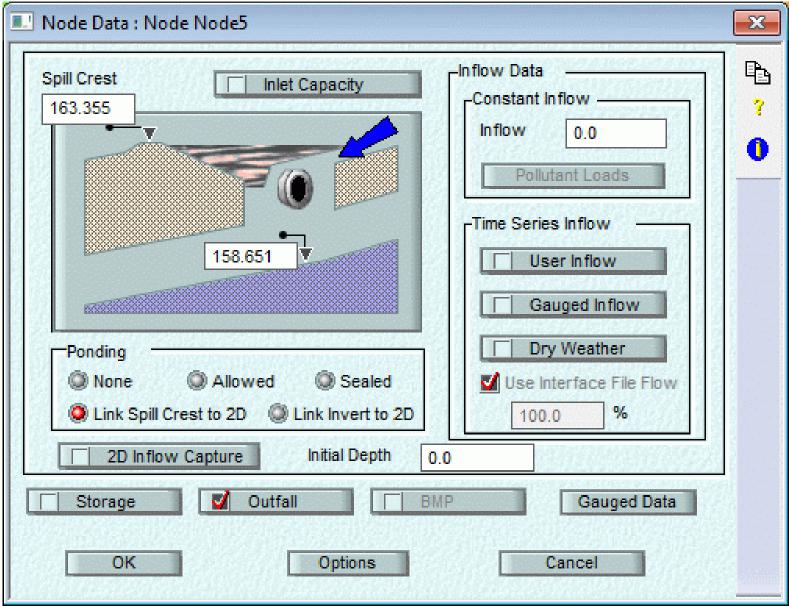 Node Data : Node Node5
Spill Crest
163.355
Inlet Capacity
158.651
Ponding
None
Allowed
Sealed
Link Spill Crest to 2D
Link Invert to 2D
2D Inflow Capture
Initial Depth
0.0
Inflow Data
Constant Inflow
Inflow
0.0
Pollutant Loads
Time Series Inflow
User Inflow
Gauged Inflow
Dry Weather
Use Interface File Flow
100.0
%
Storage
Outfall
BMP
Gauged Data
OK
Options
Cancel